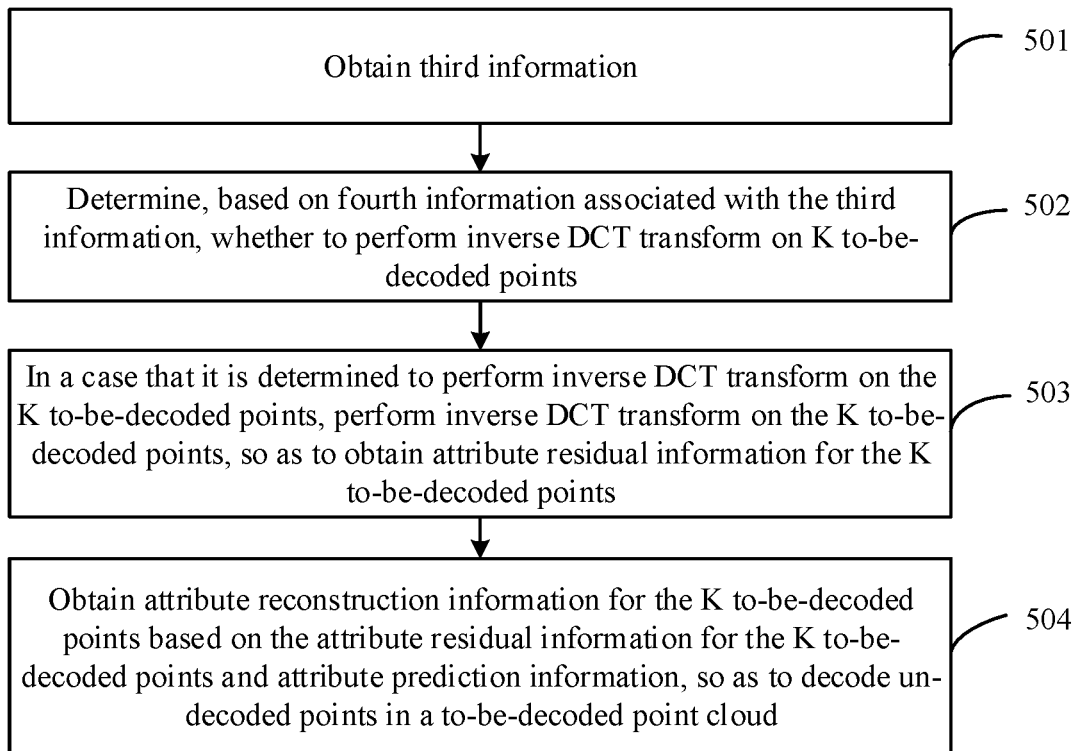 Obtain third information
501
Determine, based on fourth information associated with the third
information, whether to perform inverse DCT transform on K to-be-
decoded points
502
In a case that it is determined to perform inverse DCT transform on the
K to-be-decoded points, perform inverse DCT transform on the K to-be-
decoded points, so as to obtain attribute residual information for the K
to-be-decoded points
503
Obtain attribute reconstruction information for the K to-be-decoded
points based on the attribute residual information for the K to-be-
decoded points and attribute prediction information, so as to decode un-
decoded points in a to-be-decoded point cloud
504